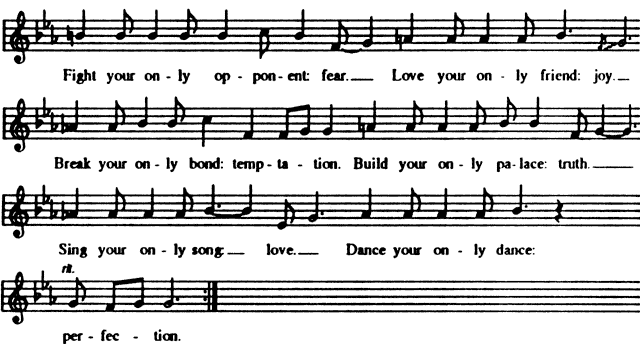 Fight your on - ly op - pon - ent: fear. Love your on - ly friend: joy.
Break your on - ly bond: temp - ta - tion. Build your on - ly pa - lace: truth.
Sing your on - ly song: love. Dance your on - ly dance:
rit.
per - fec - tion.